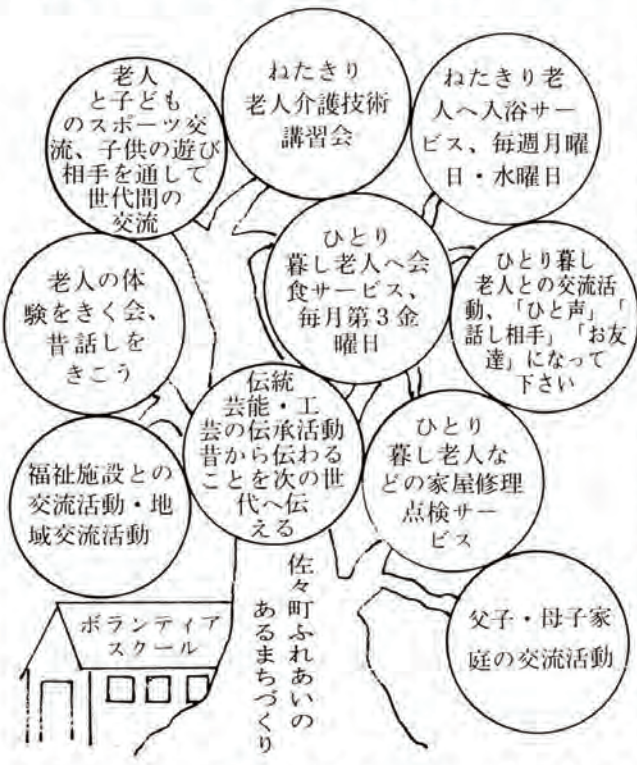 老人
と子ども
のスポーツ交
流、子供の遊び
相手を通して
世代間の
交流
ねたきり
老人介護技術
講習会
ねたきり老
人へ入浴サー
ビス、毎週月曜
日・水曜日
老人の体
験をきく会、
昔話しを
きこう
ひとり
暮し老人へ会
食サービス、
毎月第3金
曜日
ひとり暮し
老人との交流活
動、「ひと声」「
話し相手」「お友
達」になって
下さい
福祉施設との
交流活動・地
域交流活動
伝統
芸能・工
芸の伝承活動
昔から伝わる
ことを次の世
代へ伝
える
ひとり
暮し老人な
どの家屋修理
点検サー
ビス
父子・母子家
庭の交流活動
ボランティア
スクール
佐々町ふれあいの
あるまちづくり